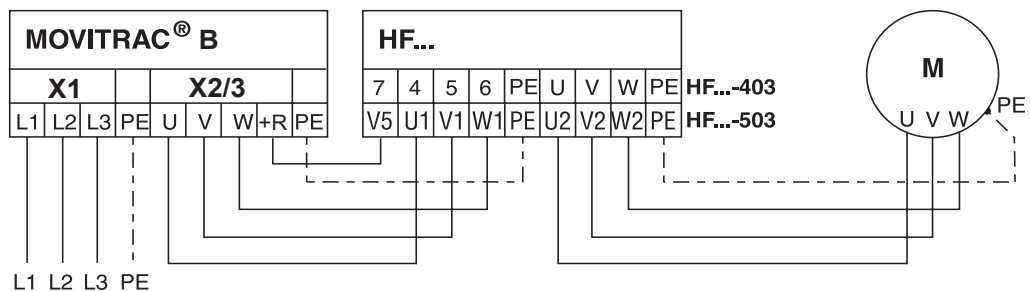 MOVITRAC® B HF...
X1 X2/3 7 4 5 6 PE U V W PE HF...-403
L1 L2 L3 PE U V W +R PE V5 U1 V1 W1 PE U2 V2 W2 PE HF...-503
M
PE
U V W
L1 L2 L3 PE